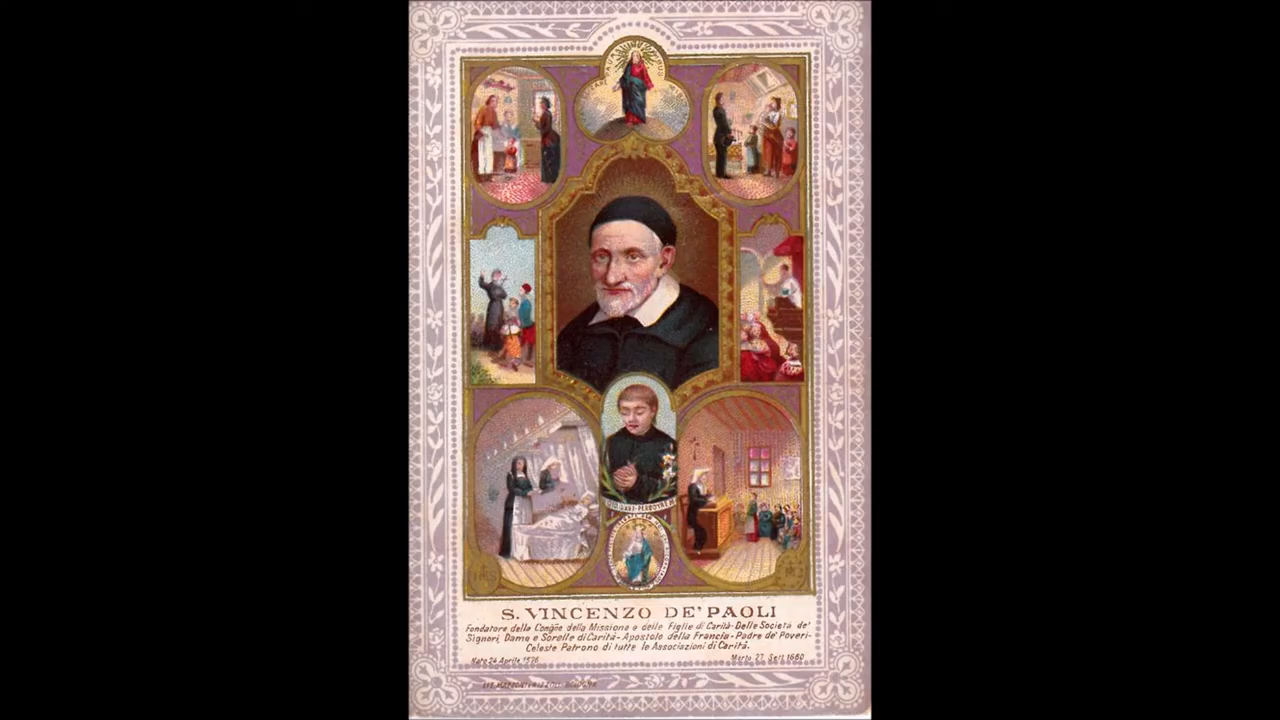 S. VINCENZO DE' PAOLI
Fondatore della Congñe della Missione e delle Figlie di Carità-Delle Società de'
Signori, Dame e Sorelle di Carità-Apostolo della Francia-Padre de' Poveri-
Celeste Patrono di tutte le Associazioni di Carità.
Nato 24 Aprile 1576 Morto 27 Sett. 1660
BOLOGNA